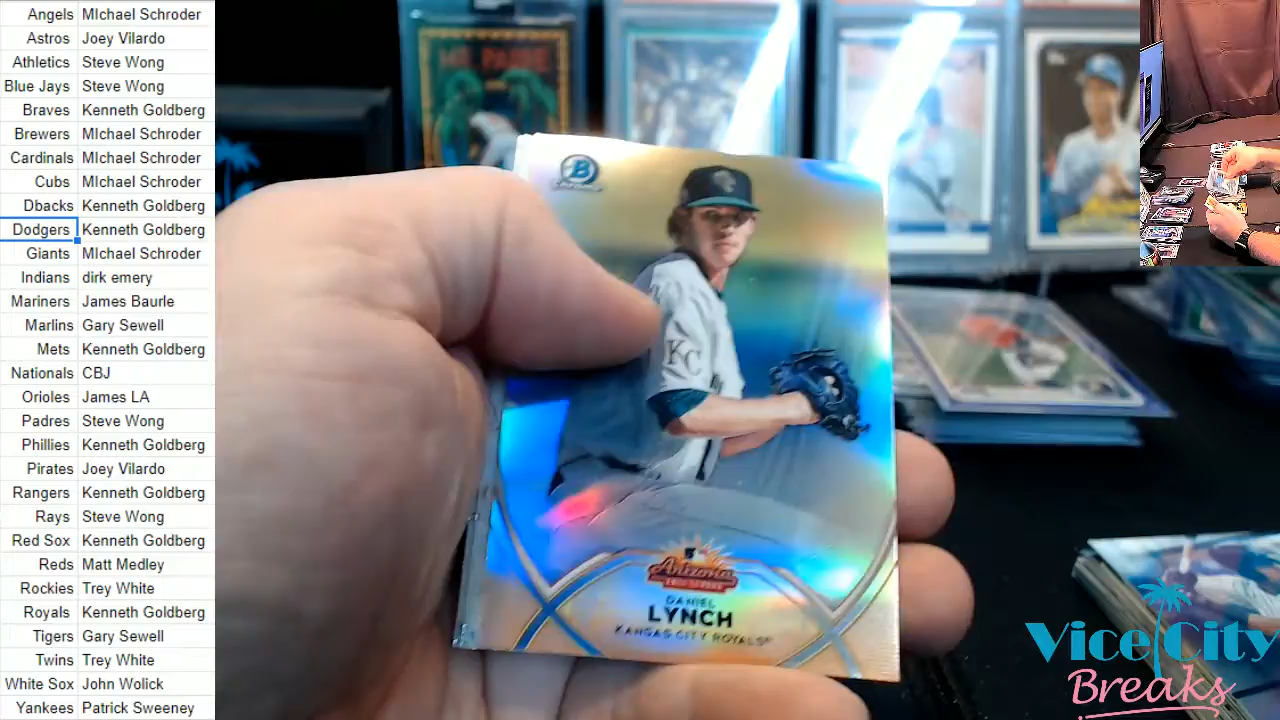 Angels MIchael Schroder
Astros Joey Vilardo
Athletics Steve Wong
Blue Jays Steve Wong
Braves Kenneth Goldberg
Brewers MIchael Schroder
Cardinals MIchael Schroder
Cubs MIchael Schroder
Dbacks Kenneth Goldberg
Dodgers Kenneth Goldberg
Giants MIchael Schroder
Indians dirk emery
Mariners James Baurle
Marlins Gary Sewell
Mets Kenneth Goldberg
Nationals CBJ
Orioles James LA
Padres Steve Wong
Phillies Kenneth Goldberg
Pirates Joey Vilardo
Rangers Kenneth Goldberg
Rays Steve Wong
Red Sox Kenneth Goldberg
Reds Matt Medley
Rockies Trey White
Royals Kenneth Goldberg
Tigers Gary Sewell
Twins Trey White
White Sox John Wolick
Yankees Patrick Sweeney
B
KC
Arizona
DANIEL
LYNCH
KANSAS CITY ROYALS
Vice City
Breaks